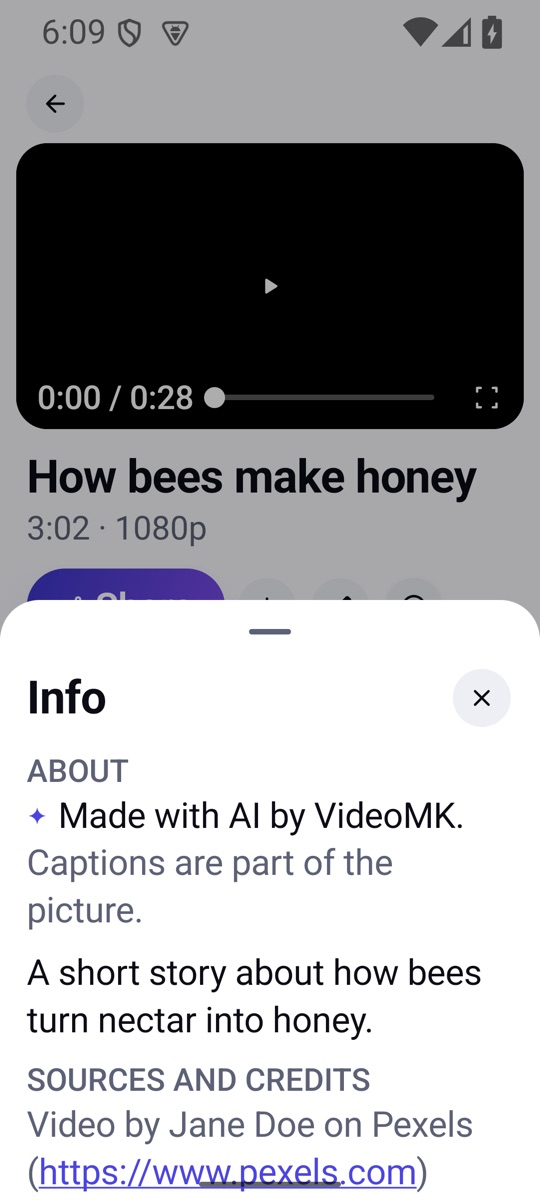 6:09
0:00 / 0:28
How bees make honey
3:02 · 1080p
Share
Info
ABOUT
Made with AI by VideoMK.
Captions are part of the
picture.
A short story about how bees
turn nectar into honey.
SOURCES AND CREDITS
Video by Jane Doe on Pexels
(https://www.pexels.com)